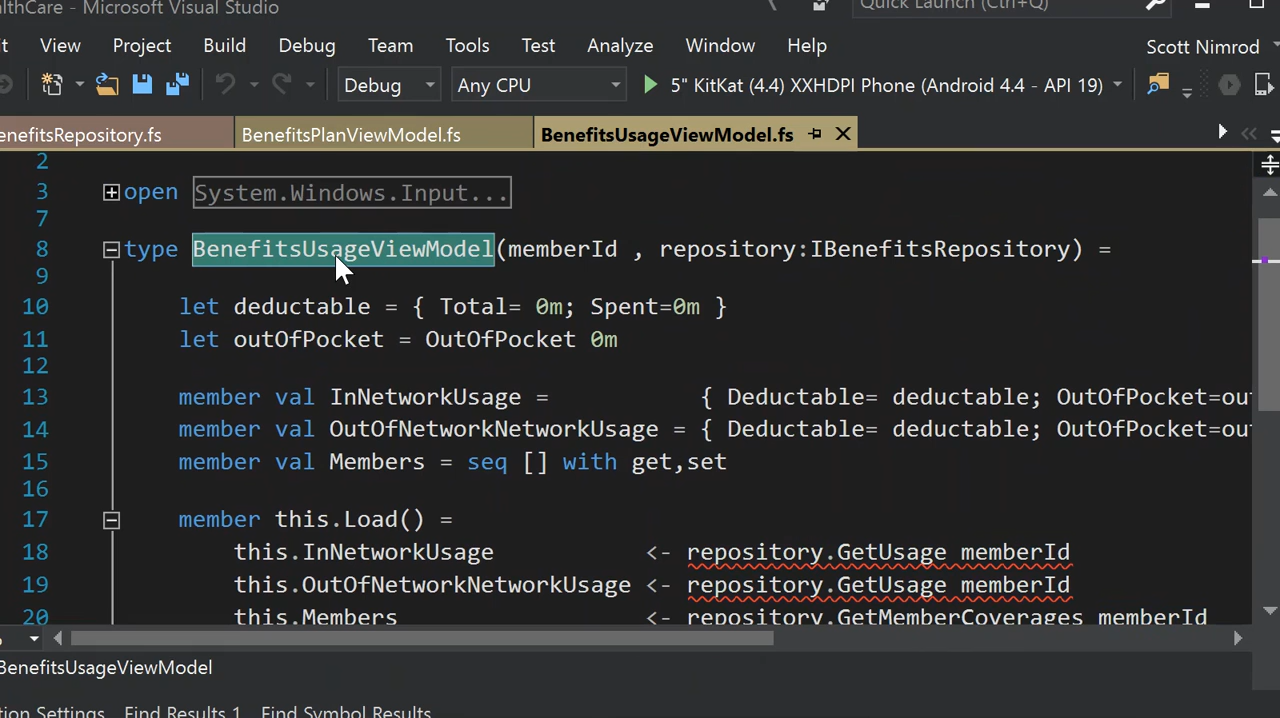 lthCare - Microsoft Visual Studio
Quick Launch (Ctrl+Q)
it View Project Build Debug Team Tools Test Analyze Window Help
Scott Nimrod
Debug Any CPU 5" KitKat (4.4) XXHDPI Phone (Android 4.4 - API 19)
enefitsRepository.fs BenefitsPlanViewModel.fs BenefitsUsageViewModel.fs
2
3 open System.Windows.Input...
7
8 type BenefitsUsageViewModel(memberId , repository:IBenefitsRepository) =
9
10 let deductable = { Total= 0m; Spent=0m }
11 let outOfPocket = OutOfPocket 0m
12
13 member val InNetworkUsage = { Deductable= deductable; OutOfPocket=out
14 member val OutOfNetworkNetworkUsage = { Deductable= deductable; OutOfPocket=out
15 member val Members = seq [] with get,set
16
17 member this.Load() =
18 this.InNetworkUsage <- repository.GetUsage memberId
19 this.OutOfNetworkNetworkUsage <- repository.GetUsage memberId
20 this.Members <- repository.GetMemberCoverages memberId
BenefitsUsageViewModel
tion Settings Find Results 1 Find Symbol Results